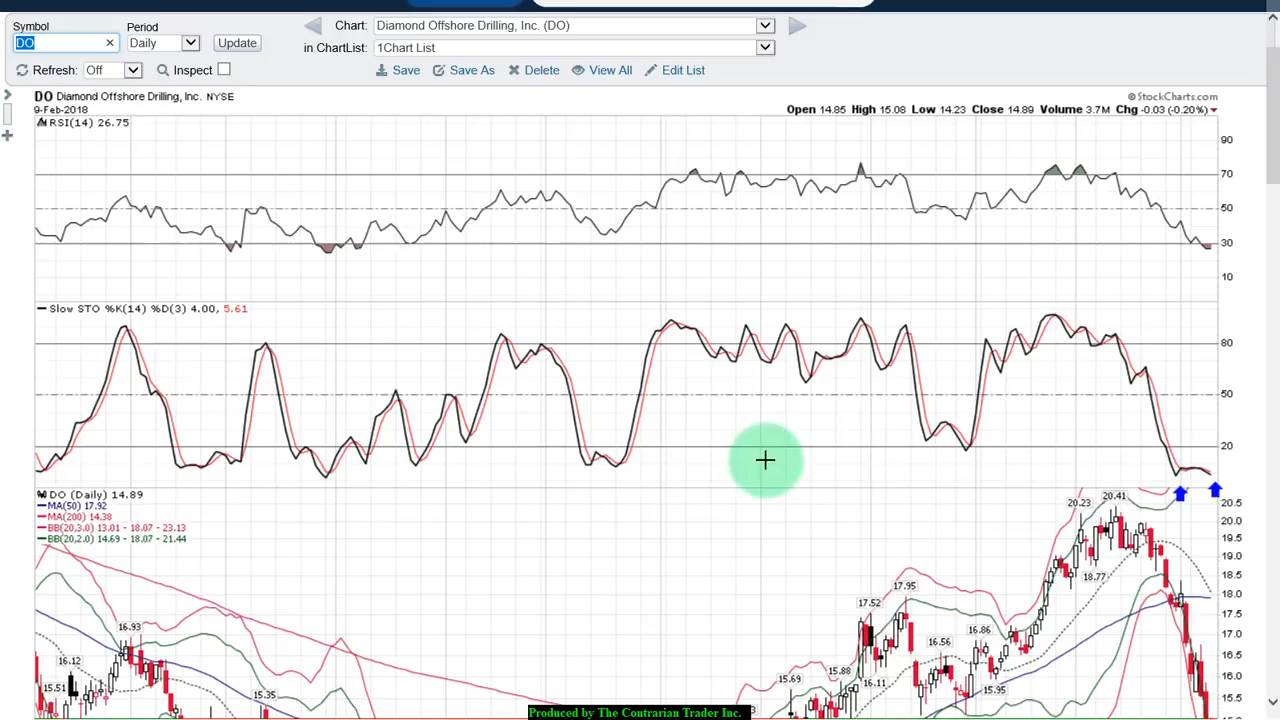 Symbol
Period
Chart:
Diamond Offshore Drilling, Inc. (DO)
DO
×
Daily
Update
in ChartList:
1Chart List
Refresh:
Off
Inspect
Save
Save As
Delete
View All
Edit List
DO Diamond Offshore Drilling, Inc. NYSE
©StockCharts.com
9-Feb-2018
Open 14.85 High 15.08 Low 14.23 Close 14.89 Volume 3.7M Chg -0.03 (-0.20%)
RSI(14) 26.75
90
70
50
30
10
Slow STO %K(14) %D(3) 4.00, 5.61
80
50
20
DO (Daily) 14.89
MA(50) 17.92
MA(200) 14.38
BB(20,3.0) 13.01 - 18.07 - 23.13
BB(20,2.0) 14.69 - 18.07 - 21.44
20.41
20.23
20.5
20.0
19.5
19.0
18.77
18.5
18.0
17.95
17.52
17.5
17.0
16.93
16.86
16.56
16.5
16.12
16.11
16.0
15.95
15.88
15.69
15.51
15.35
15.5
Produced by The Contrarian Trader Inc.